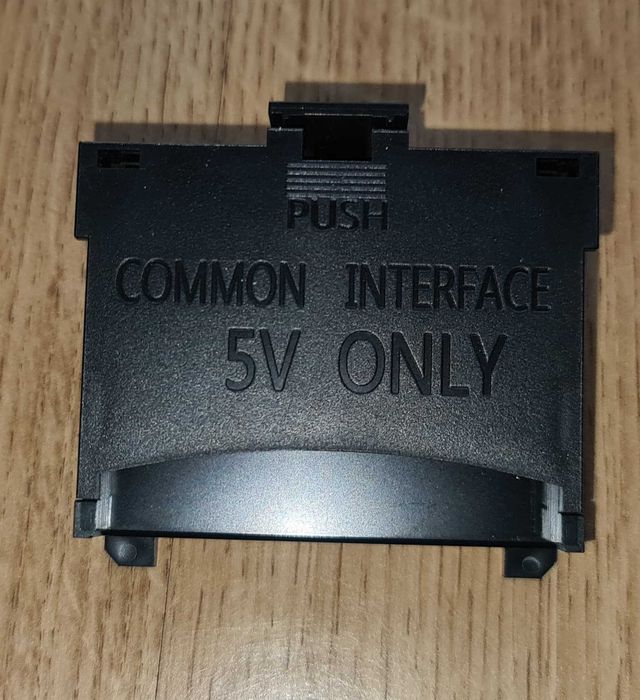 PUSH
COMMON INTERFACE
5V ONLY